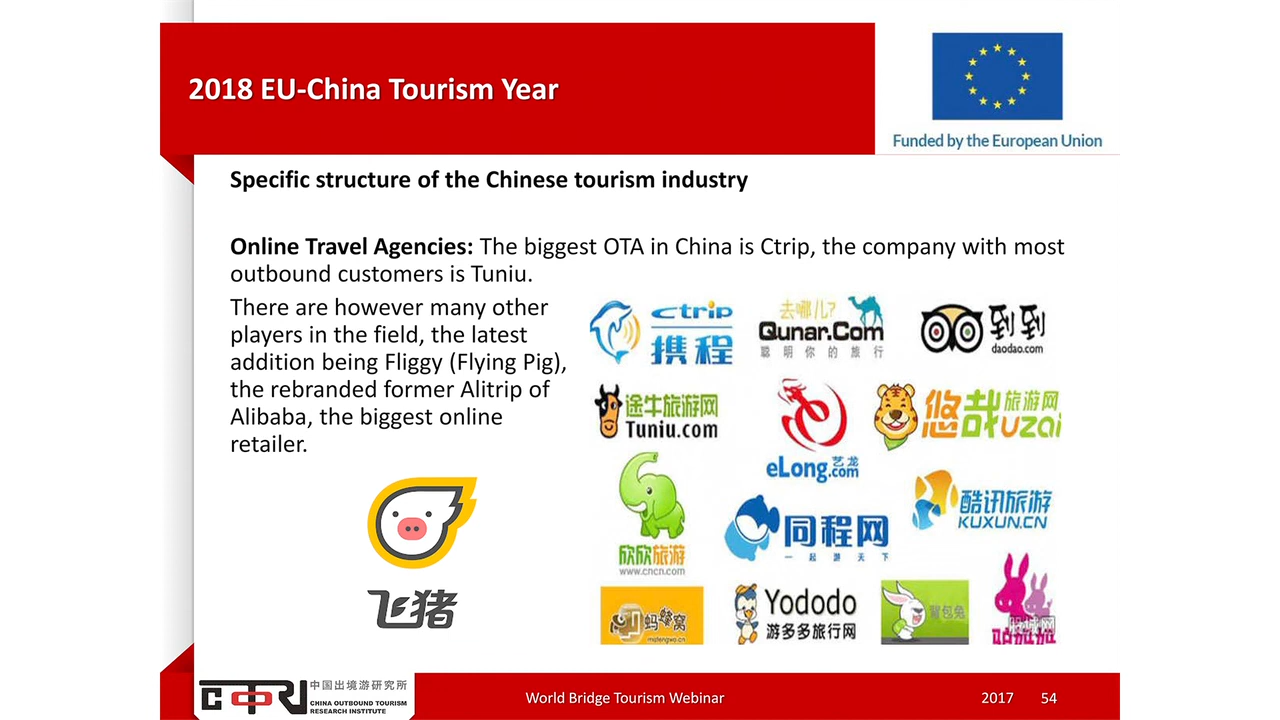 2018 EU-China Tourism Year
Funded by the European Union
Specific structure of the Chinese tourism industry
Online Travel Agencies: The biggest OTA in China is Ctrip, the company with most
outbound customers is Tuniu.
There are however many other
players in the field, the latest
addition being Fliggy (Flying Pig),
the rebranded former Alitrip of
Alibaba, the biggest online
retailer.
飞猪
ctrip
携程
去哪儿?
Qunar.Com
聪明你的旅行
到到
daodao.com
途牛旅游网
Tuniu.com
艺龙
eLong.com
悠哉旅游网
uzai
欣欣旅游
www.cncn.com
同程网
一起游天下
酷讯旅游
KUXUN.CN
蚂蜂窝
mafengwo.cn
Yododo
游多多旅行网
背包兔
COTRI
中国出境游研究所
CHINA OUTBOUND TOURISM
RESEARCH INSTITUTE
World Bridge Tourism Webinar
2017
54